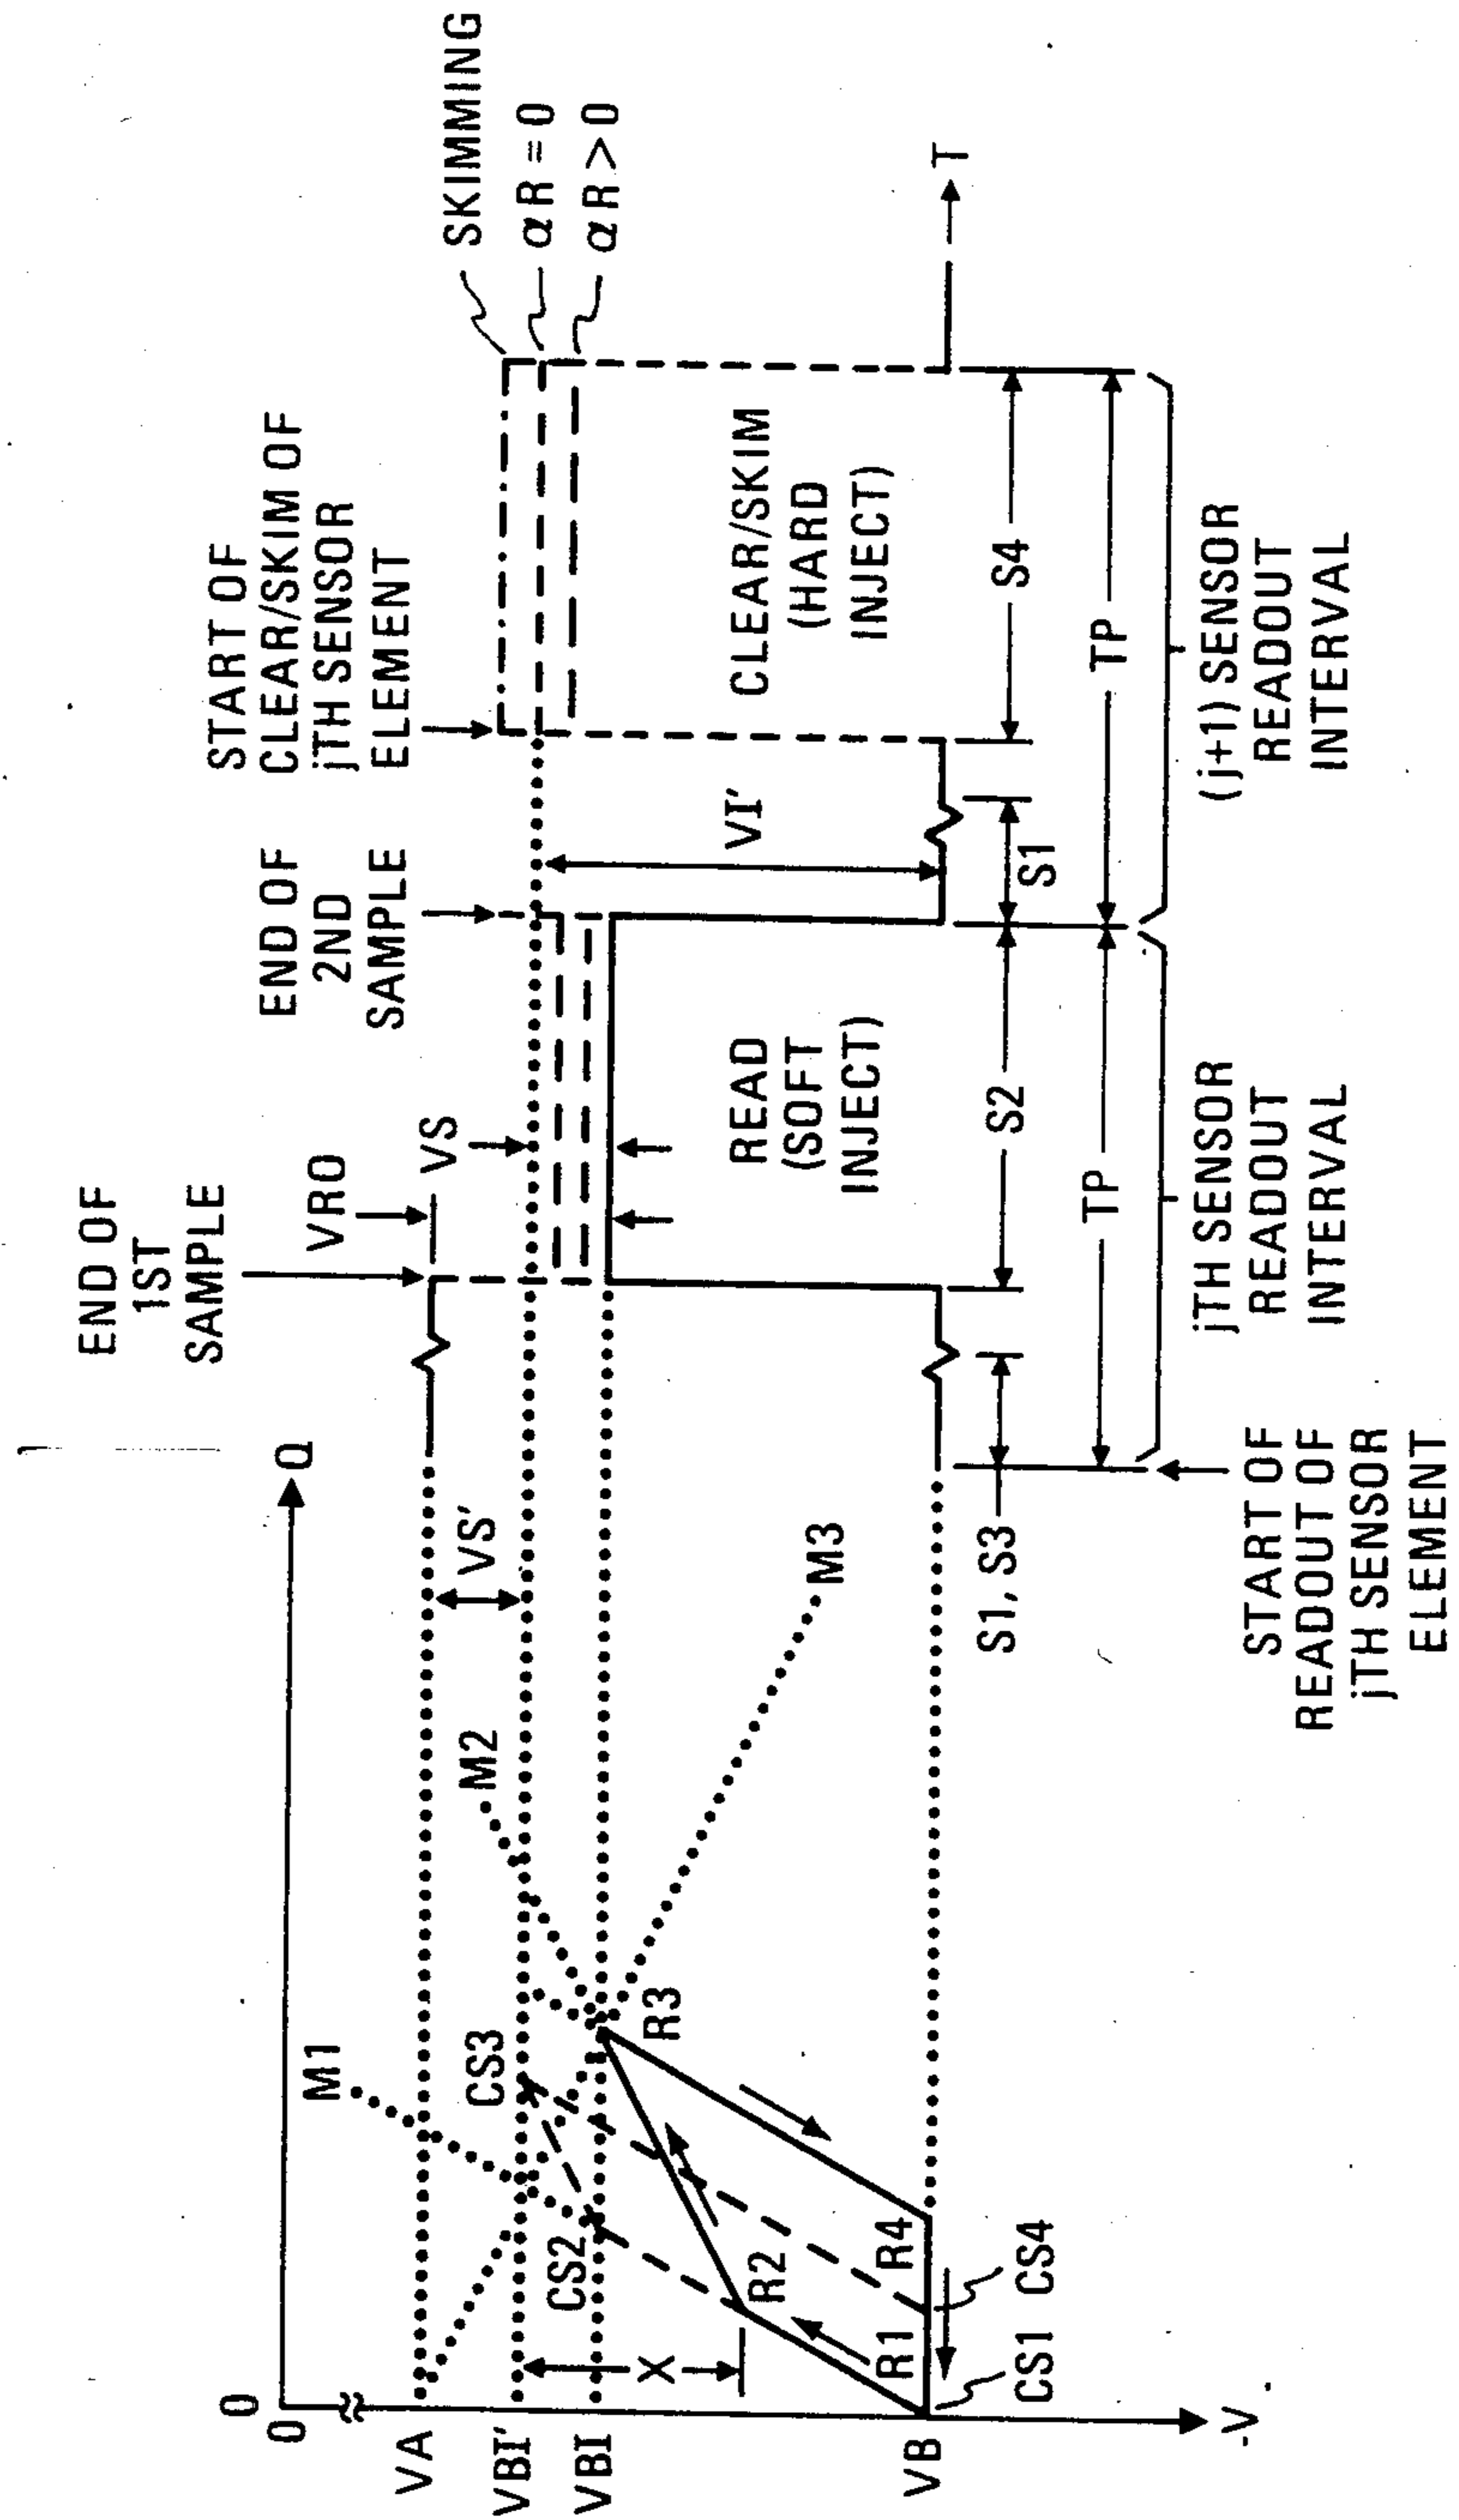 0
0
Q
VA
VBI'
VBI
VB
-V
M1
M2
M3
VS'
CS3
CS2
R3
R2
X
R1
R4
CS1
CS4
END OF
1ST
SAMPLE
VRO
VS
END OF
2ND
SAMPLE
START OF
CLEAR/SKIM OF
jTH SENSOR
ELEMENT
SKIMMING
αR=0
αR>0
READ
(SOFT
INJECT)
VI'
CLEAR/SKIM
(HARD
INJECT)
T
S1, S3
S2
S1
S4
TP
TP
START OF
READOUT OF
jTH SENSOR
ELEMENT
jTH SENSOR
READOUT
INTERVAL
(j+1) SENSOR
READOUT
INTERVAL